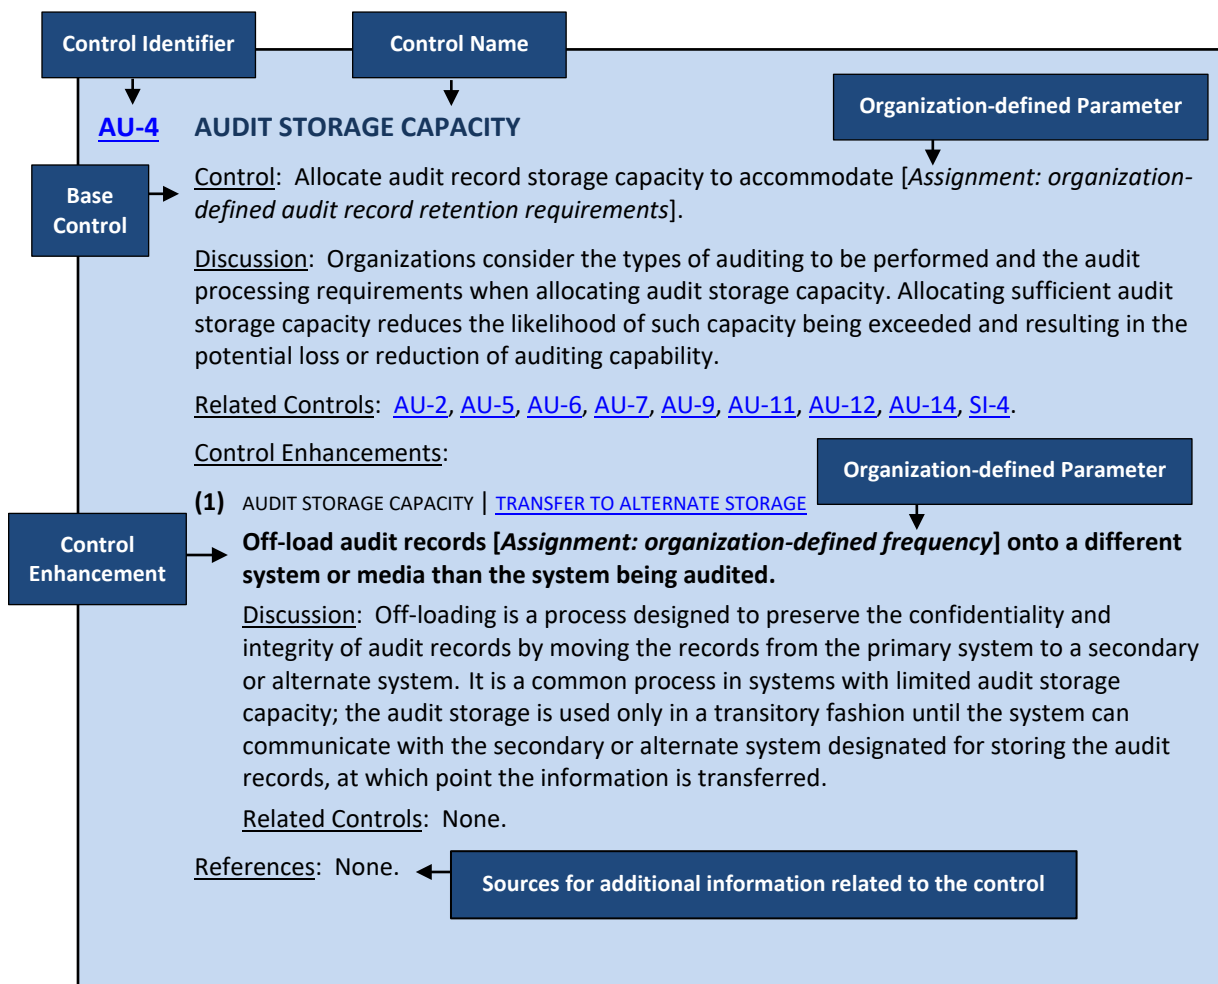 Control Identifier
Control Name
Organization-defined Parameter
AU-4 AUDIT STORAGE CAPACITY
Base
Control
Control: Allocate audit record storage capacity to accommodate [Assignment: organization-
defined audit record retention requirements].
Discussion: Organizations consider the types of auditing to be performed and the audit
processing requirements when allocating audit storage capacity. Allocating sufficient audit
storage capacity reduces the likelihood of such capacity being exceeded and resulting in the
potential loss or reduction of auditing capability.
Related Controls: AU-2, AU-5, AU-6, AU-7, AU-9, AU-11, AU-12, AU-14, SI-4.
Control Enhancements:
Organization-defined Parameter
(1) AUDIT STORAGE CAPACITY | TRANSFER TO ALTERNATE STORAGE
Control
Enhancement
Off-load audit records [Assignment: organization-defined frequency] onto a different
system or media than the system being audited.
Discussion: Off-loading is a process designed to preserve the confidentiality and
integrity of audit records by moving the records from the primary system to a secondary
or alternate system. It is a common process in systems with limited audit storage
capacity; the audit storage is used only in a transitory fashion until the system can
communicate with the secondary or alternate system designated for storing the audit
records, at which point the information is transferred.
Related Controls: None.
References: None.
Sources for additional information related to the control